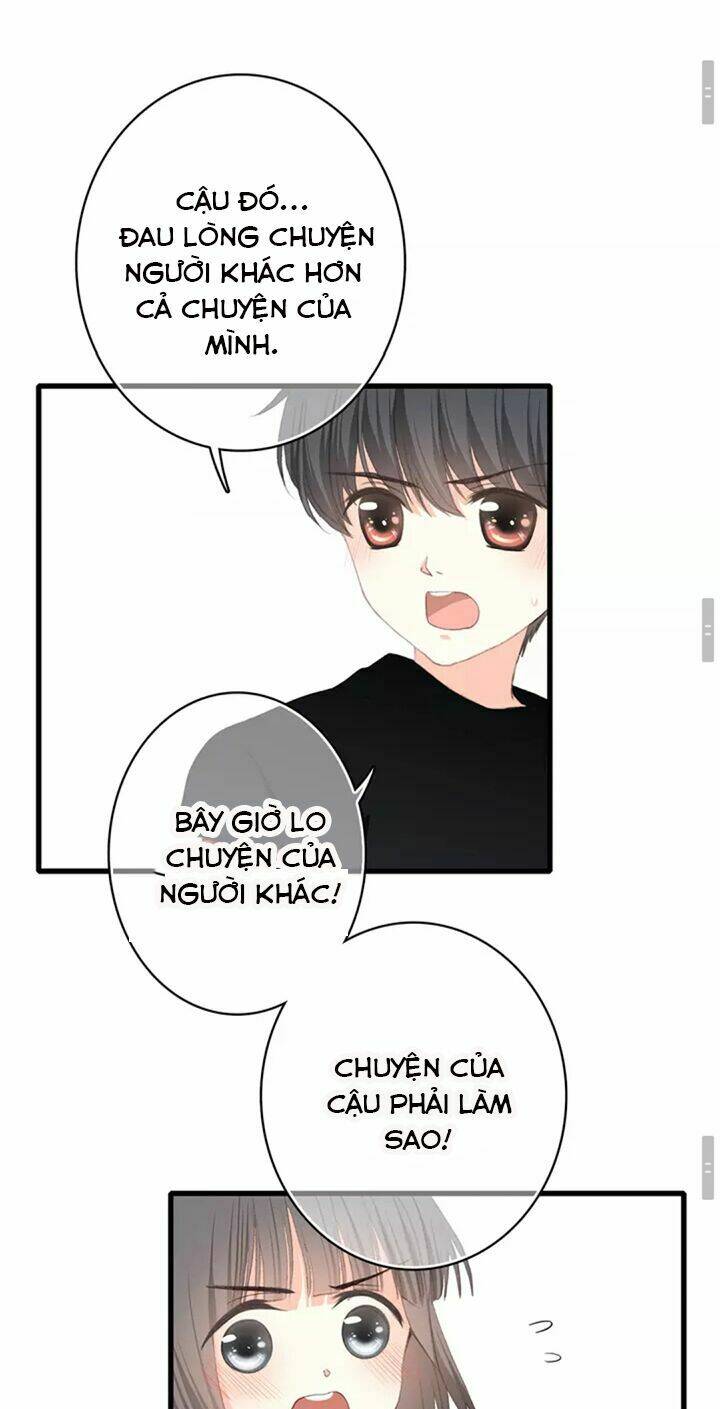 CẬU ĐÓ...
ĐAU LÒNG CHUYỆN
NGƯỜI KHÁC HƠN
CẢ CHUYỆN CỦA
MÌNH.
BÂY GIỜ LO
CHUYỆN CỦA
NGƯỜI KHÁC!
CHUYỆN CỦA
CẬU PHẢI LÀM
SAO!